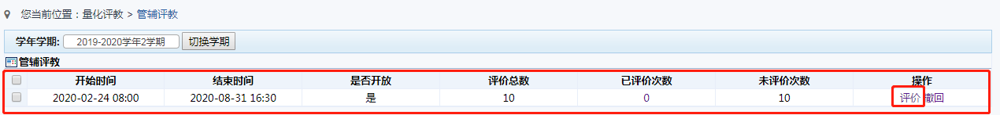 您当前位置：量化评教 > 管辅评教
学年学期: 2019-2020学年2学期 切换学期
管辅评教
开始时间 结束时间 是否开放 评价总数 已评价次数 未评价次数 操作
2020-02-24 08:00 2020-08-31 16:30 是 10 0 10 评价 撤回